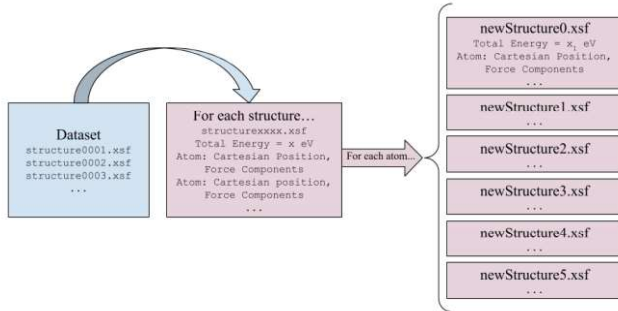 Dataset
structure0001.xsf
structure0002.xsf
structure0003.xsf
...
For each structure...
structurexxxx.xsf
Total Energy = x eV
Atom: Cartesian Position,
Force Components
Atom: Cartesian position,
Force Components
...
For each atom...
newStructure0.xsf
Total Energy = x₁ eV
Atom: Cartesian Position,
Force Components
...
newStructure1.xsf
...
newStructure2.xsf
...
newStructure3.xsf
...
newStructure4.xsf
...
newStructure5.xsf
...